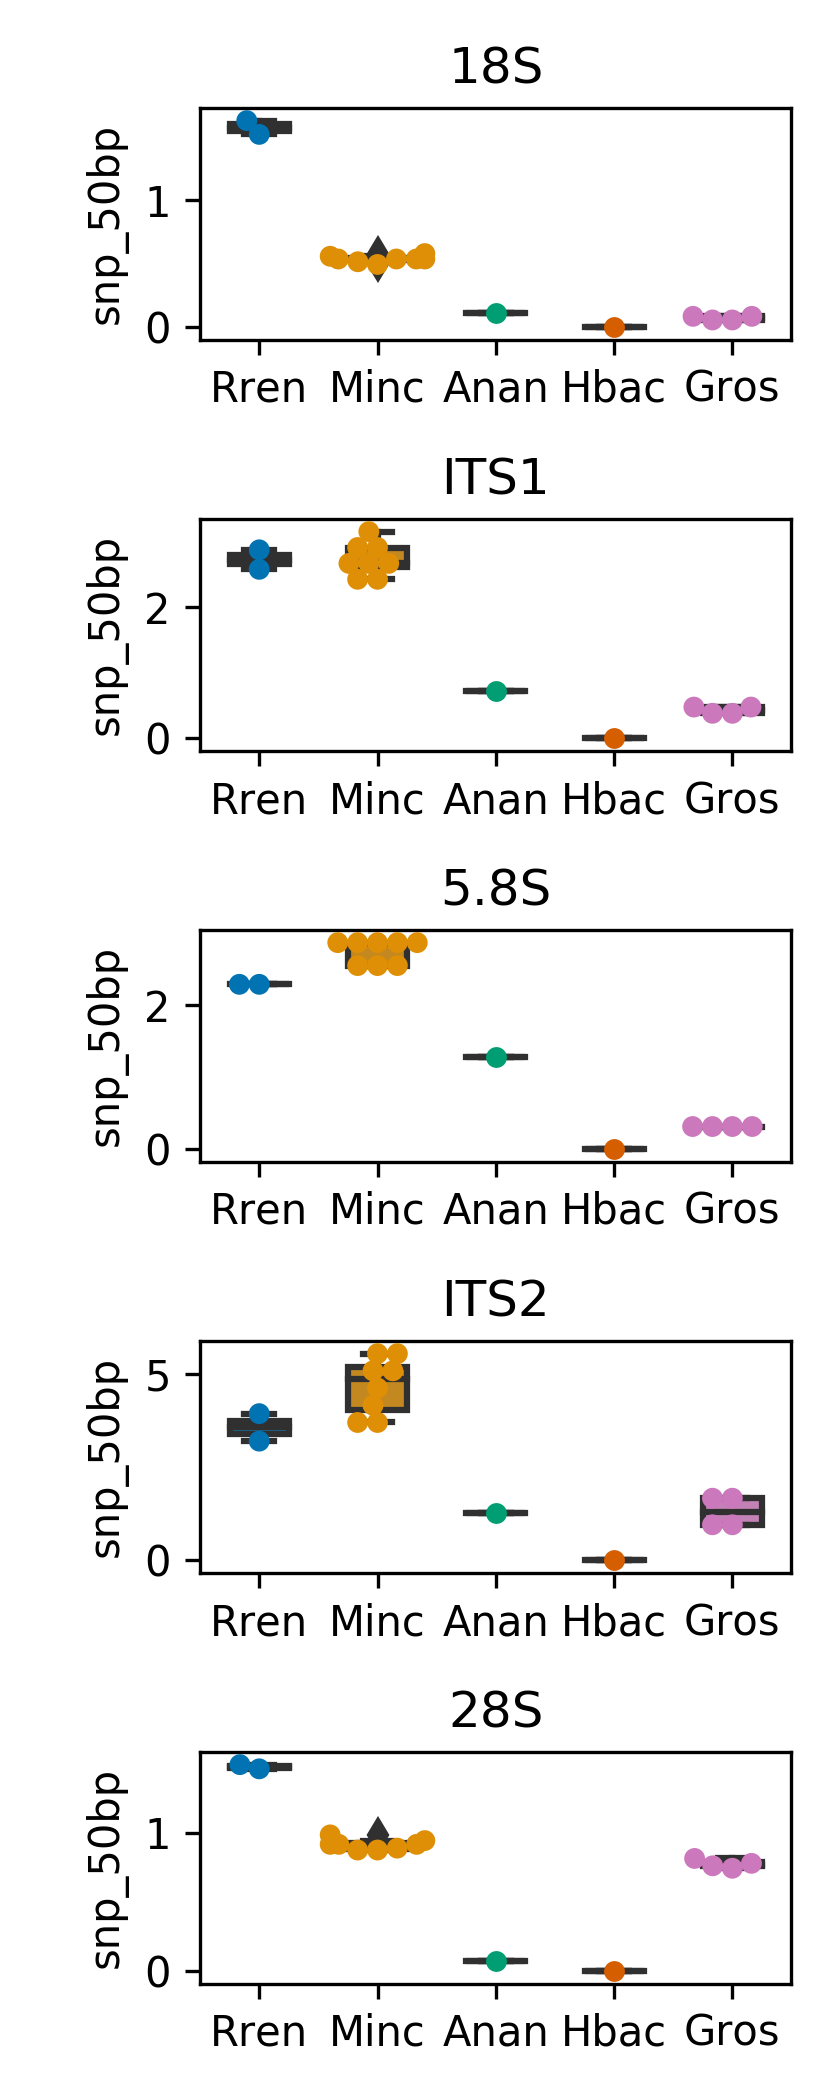 18S
snp_50bp
1
0
Rren Minc Anan Hbac Gros
ITS1
snp_50bp
2
0
Rren Minc Anan Hbac Gros
5.8S
snp_50bp
2
0
Rren Minc Anan Hbac Gros
ITS2
snp_50bp
5
0
Rren Minc Anan Hbac Gros
28S
snp_50bp
1
0
Rren Minc Anan Hbac Gros